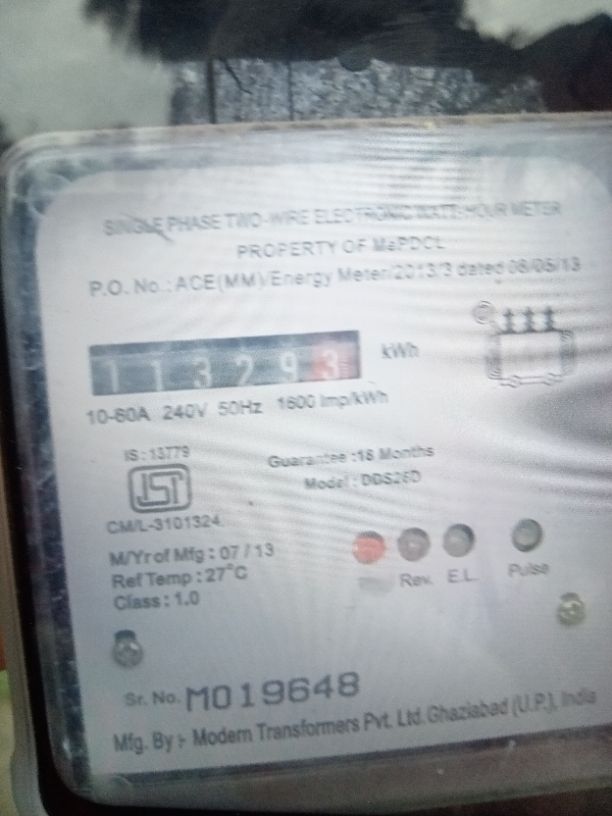 SINGLE PHASE TWO-WIRE ELECTRONIC WATT-HOUR METER
PROPERTY OF MePDCL
P.O. No.: ACE(MM)/Energy Meter/2013/3 dated 06/05/13
113293 kWh
10-60A 240V 50Hz 1600 Imp/kWh
IS : 13779
Guarantee :18 Months
Model : DDS26D
ISI
CM/L-3101324
M/Yr of Mfg : 07 / 13
Ref Temp : 27°C
Class : 1.0
Rev. E.L. Pulse
Sr. No. M019648
Mfg. By :- Modern Transformers Pvt. Ltd. Ghaziabad (U.P.), India